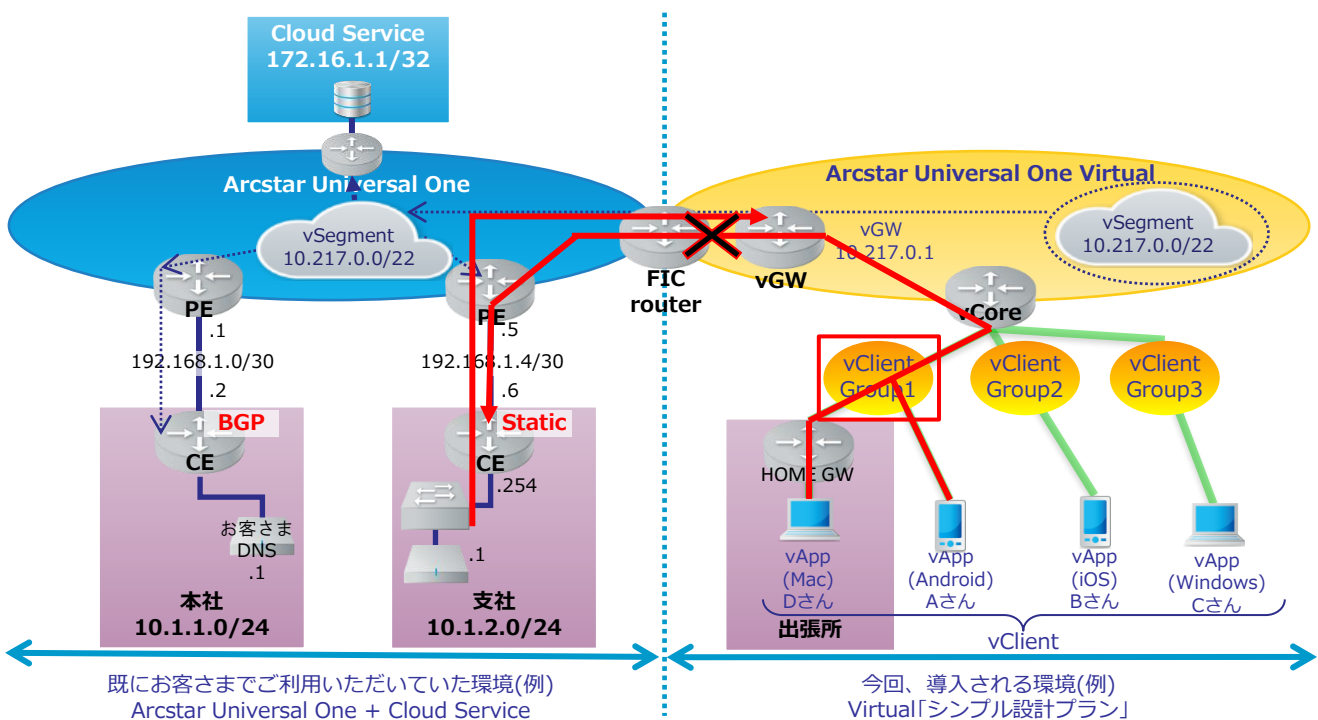 Cloud Service
172.16.1.1/32
Arcstar Universal One
Arcstar Universal One Virtual
vSegment
10.217.0.0/22
vSegment
10.217.0.0/22
vGW
10.217.0.1
FIC
router
vGW
PE
PE
vCore
.1
192.168.1.0/30
.2
.5
192.168.1.4/30
.6
BGP
CE
Static
CE
.254
お客さま
DNS
.1
.1
本社
10.1.1.0/24
支社
10.1.2.0/24
vClient
Group1
vClient
Group2
vClient
Group3
HOME GW
vApp
(Mac)
Dさん
vApp
(Android)
Aさん
vApp
(iOS)
Bさん
vApp
(Windows)
Cさん
出張所
vClient
既にお客さまでご利用いただいていた環境(例)
Arcstar Universal One + Cloud Service
今回、導入される環境(例)
Virtual「シンプル設計プラン」